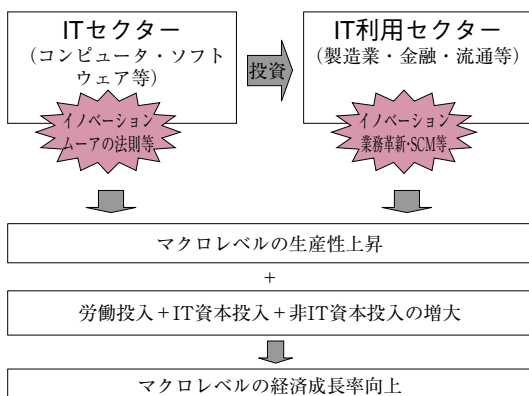 ITセクター
(コンピュータ・ソフト
ウェア等)
投資
IT利用セクター
(製造業・金融・流通等)
イノベーション
ムーアの法則等
イノベーション
業務革新・SCM等
マクロレベルの生産性上昇
+
労働投入+IT資本投入+非IT資本投入の増大
マクロレベルの経済成長率向上